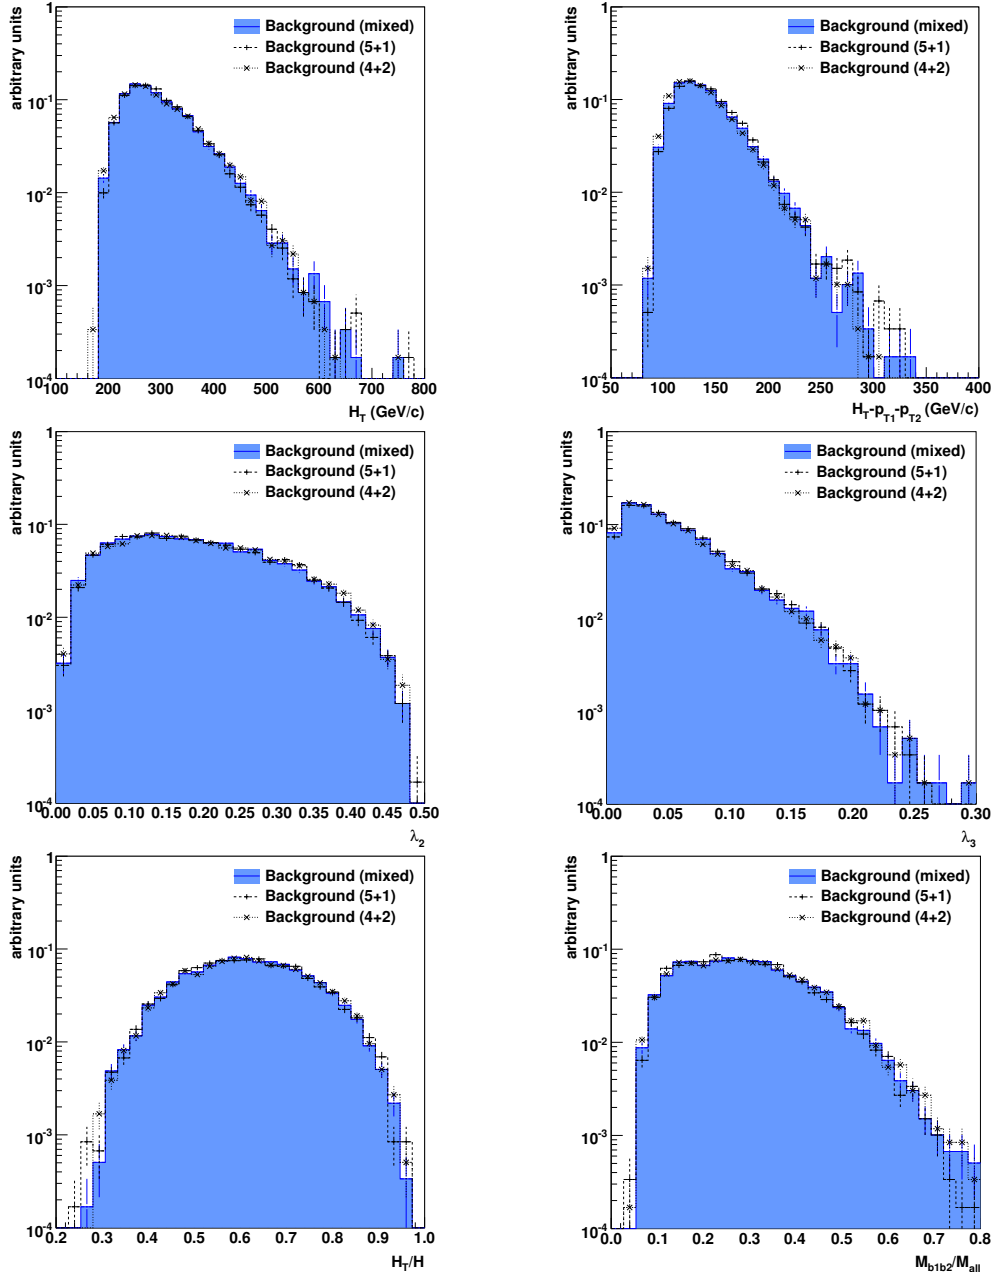 arbitrary units
1
10-1
10-2
10-3
10-4
Background (mixed)
Background (5+1)
Background (4+2)
100 200 300 400 500 600 700 800
HT (GeV/c)
arbitrary units
1
10-1
10-2
10-3
10-4
Background (mixed)
Background (5+1)
Background (4+2)
50 100 150 200 250 300 350 400
HT-pT1-pT2 (GeV/c)
arbitrary units
1
10-1
10-2
10-3
10-4
Background (mixed)
Background (5+1)
Background (4+2)
0.00 0.05 0.10 0.15 0.20 0.25 0.30 0.35 0.40 0.45 0.50
λ2
arbitrary units
1
10-1
10-2
10-3
10-4
Background (mixed)
Background (5+1)
Background (4+2)
0.00 0.05 0.10 0.15 0.20 0.25 0.30
λ3
arbitrary units
1
10-1
10-2
10-3
10-4
Background (mixed)
Background (5+1)
Background (4+2)
0.2 0.3 0.4 0.5 0.6 0.7 0.8 0.9 1.0
HT/H
arbitrary units
1
10-1
10-2
10-3
10-4
Background (mixed)
Background (5+1)
Background (4+2)
0.0 0.1 0.2 0.3 0.4 0.5 0.6 0.7 0.8
Mb1b2/Mall